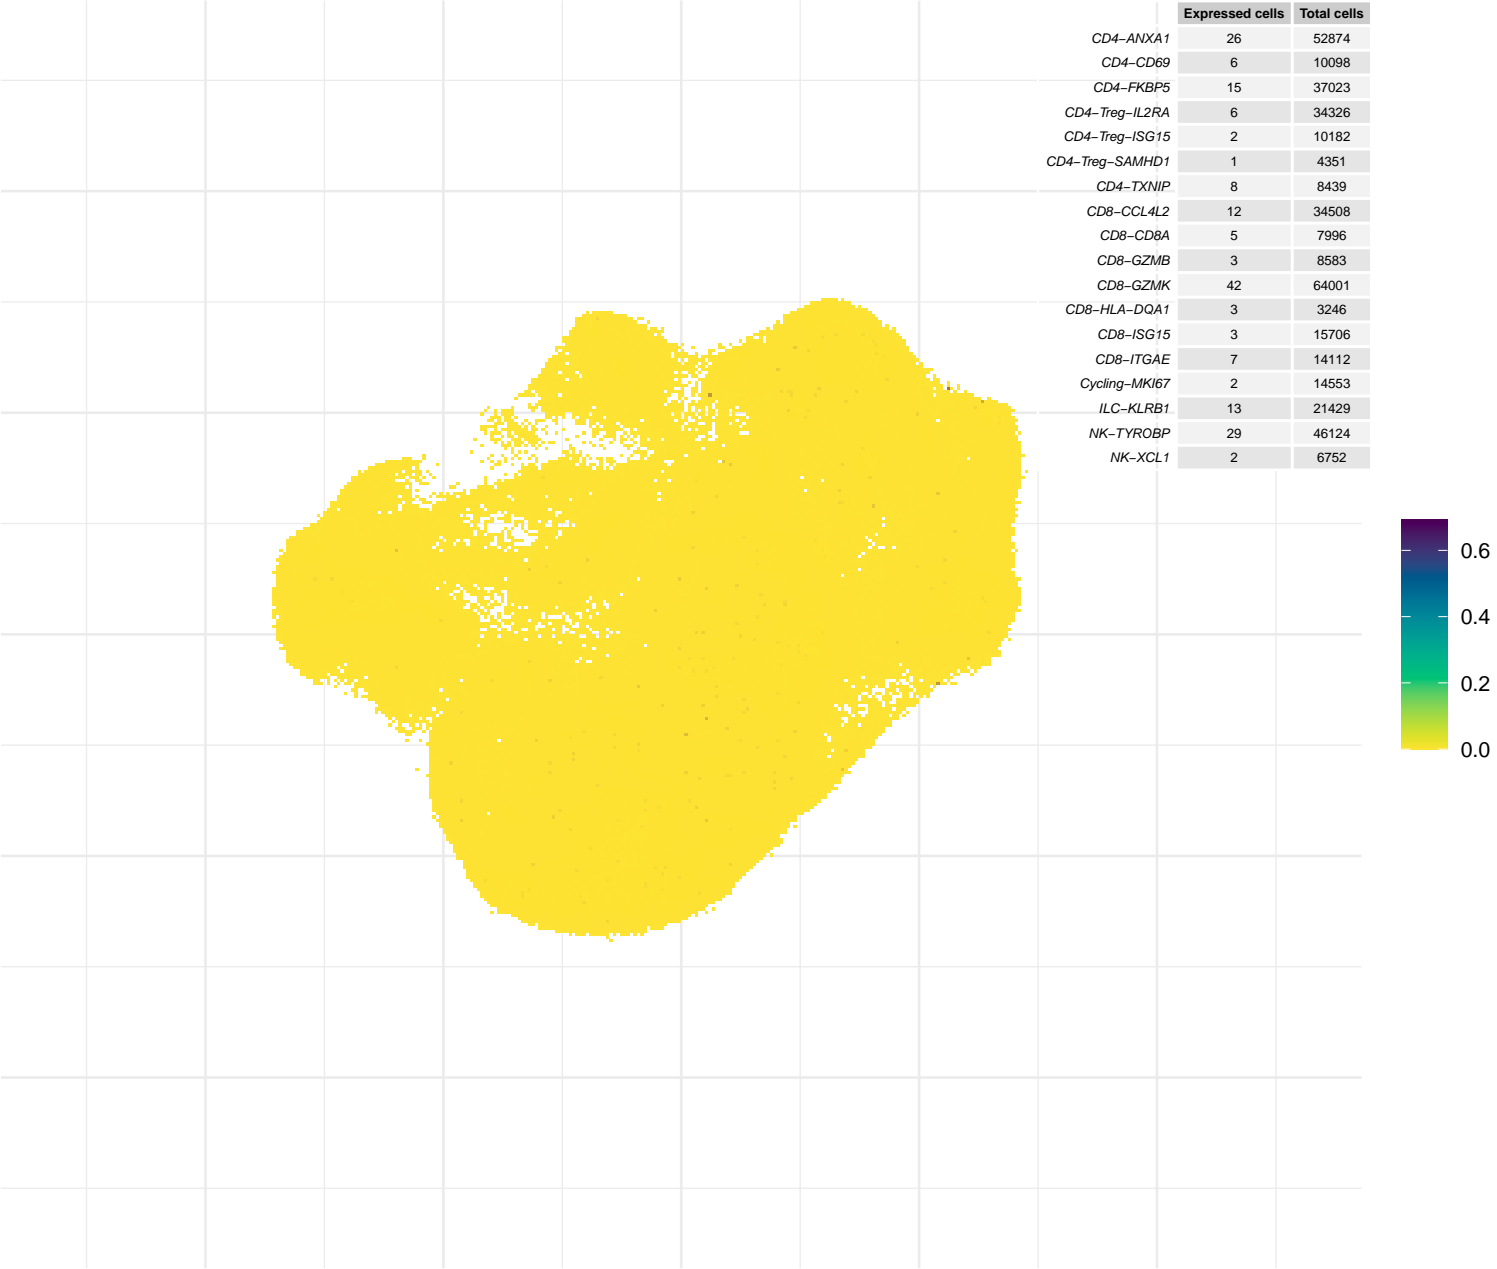 Expressed cells Total cells
CD4−ANXA1 26 52874
CD4−CD69 6 10098
CD4−FKBP5 15 37023
CD4−Treg−IL2RA 6 34326
CD4−Treg−ISG15 2 10182
CD4−Treg−SAMHD1 1 4351
CD4−TXNIP 8 8439
CD8−CCL4L2 12 34508
CD8−CD8A 5 7996
CD8−GZMB 3 8583
CD8−GZMK 42 64001
CD8−HLA−DQA1 3 3246
CD8−ISG15 3 15706
CD8−ITGAE 7 14112
Cycling−MKI67 2 14553
ILC−KLRB1 13 21429
NK−TYROBP 29 46124
NK−XCL1 2 6752
0.6
0.4
0.2
0.0